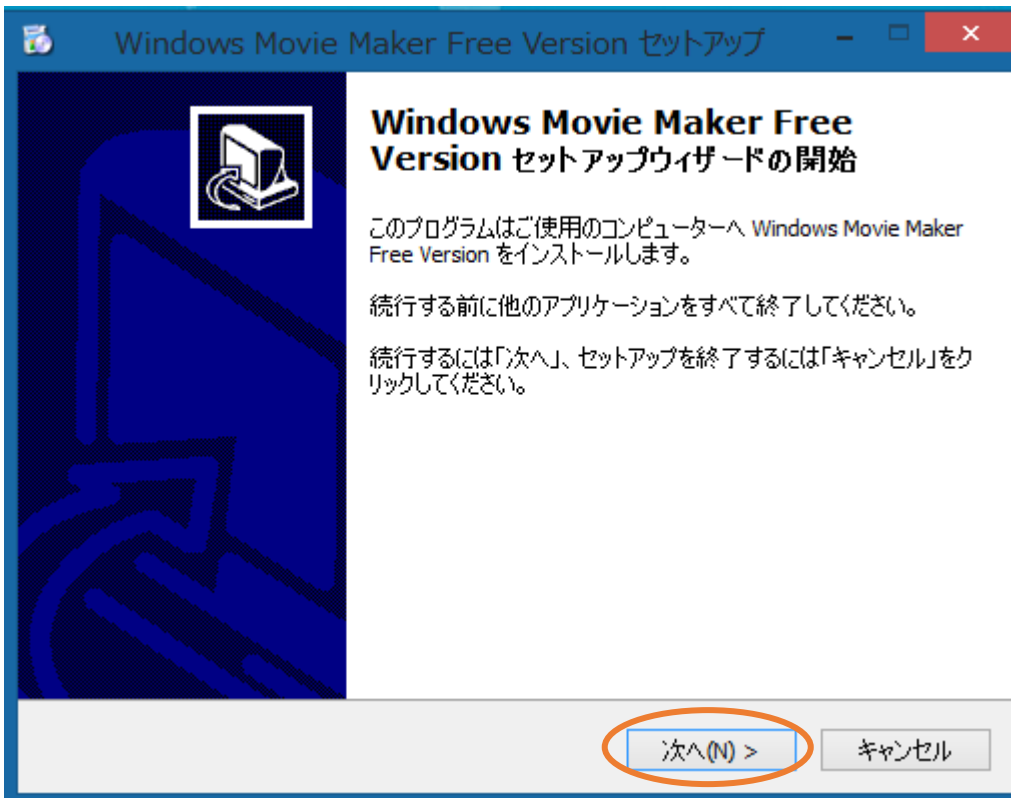 Windows Movie Maker Free Version セットアップ
Windows Movie Maker Free
Version セットアップウィザードの開始
このプログラムはご使用のコンピューターへ Windows Movie Maker
Free Version をインストールします。
続行する前に他のアプリケーションをすべて終了してください。
続行するには「次へ」、セットアップを終了するには「キャンセル」をク
リックしてください。
次へ(N) >
キャンセル